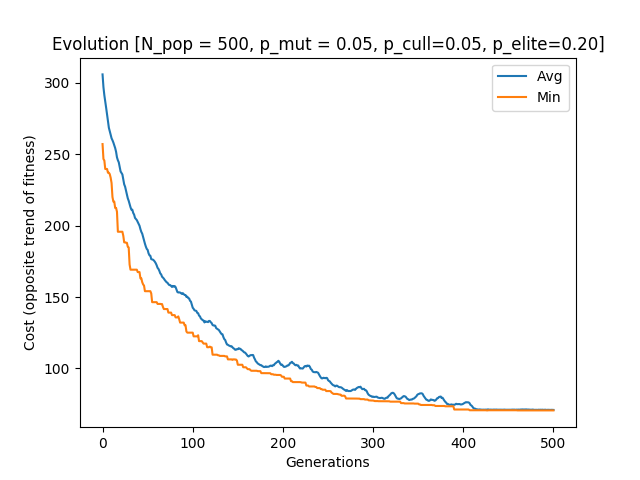 Evolution [N_pop = 500, p_mut = 0.05, p_cull=0.05, p_elite=0.20]
Avg
Min
Cost (opposite trend of fitness)
300
250
200
150
100
0 100 200 300 400 500
Generations